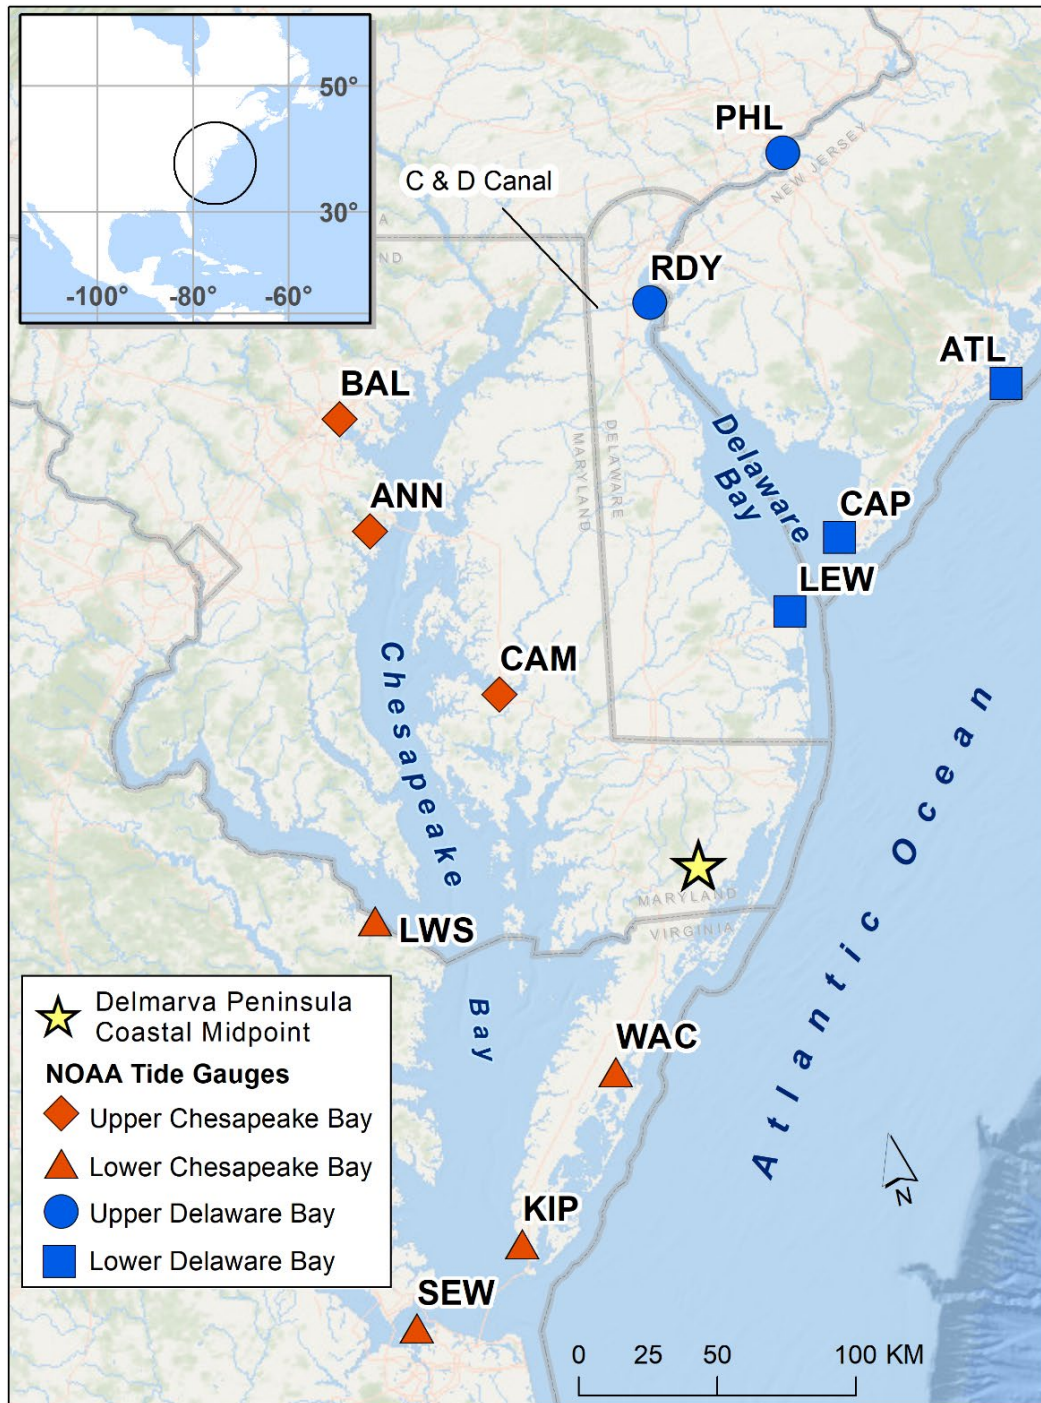 50°
30°
-100°
-80°
-60°
PHL
NEW JERSEY
C & D Canal
RDY
ATL
BAL
DELAWARE
MARYLAND
Delaware
Bay
ANN
CAP
LEW
CAM
Chesapeake
Atlantic Ocean
MARYLAND
VIRGINIA
LWS
Bay
WAC
KIP
SEW
Delmarva Peninsula
Coastal Midpoint
NOAA Tide Gauges
Upper Chesapeake Bay
Lower Chesapeake Bay
Upper Delaware Bay
Lower Delaware Bay
N
0 25 50 100 KM